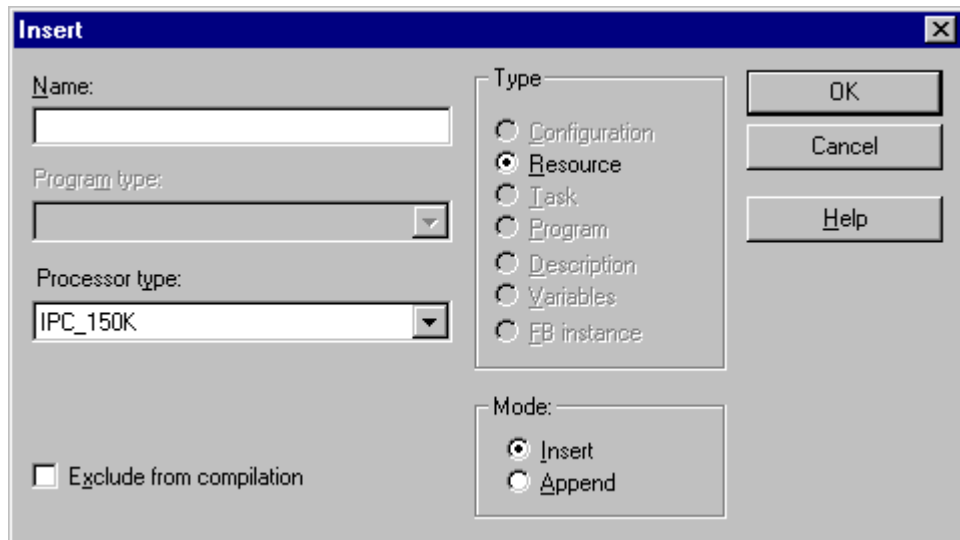 Insert
Name:
Program type:
Processor type:
IPC_150K
Exclude from compilation
Type
Configuration
Resource
Task
Program
Description
Variables
FB instance
Mode:
Insert
Append
OK
Cancel
Help